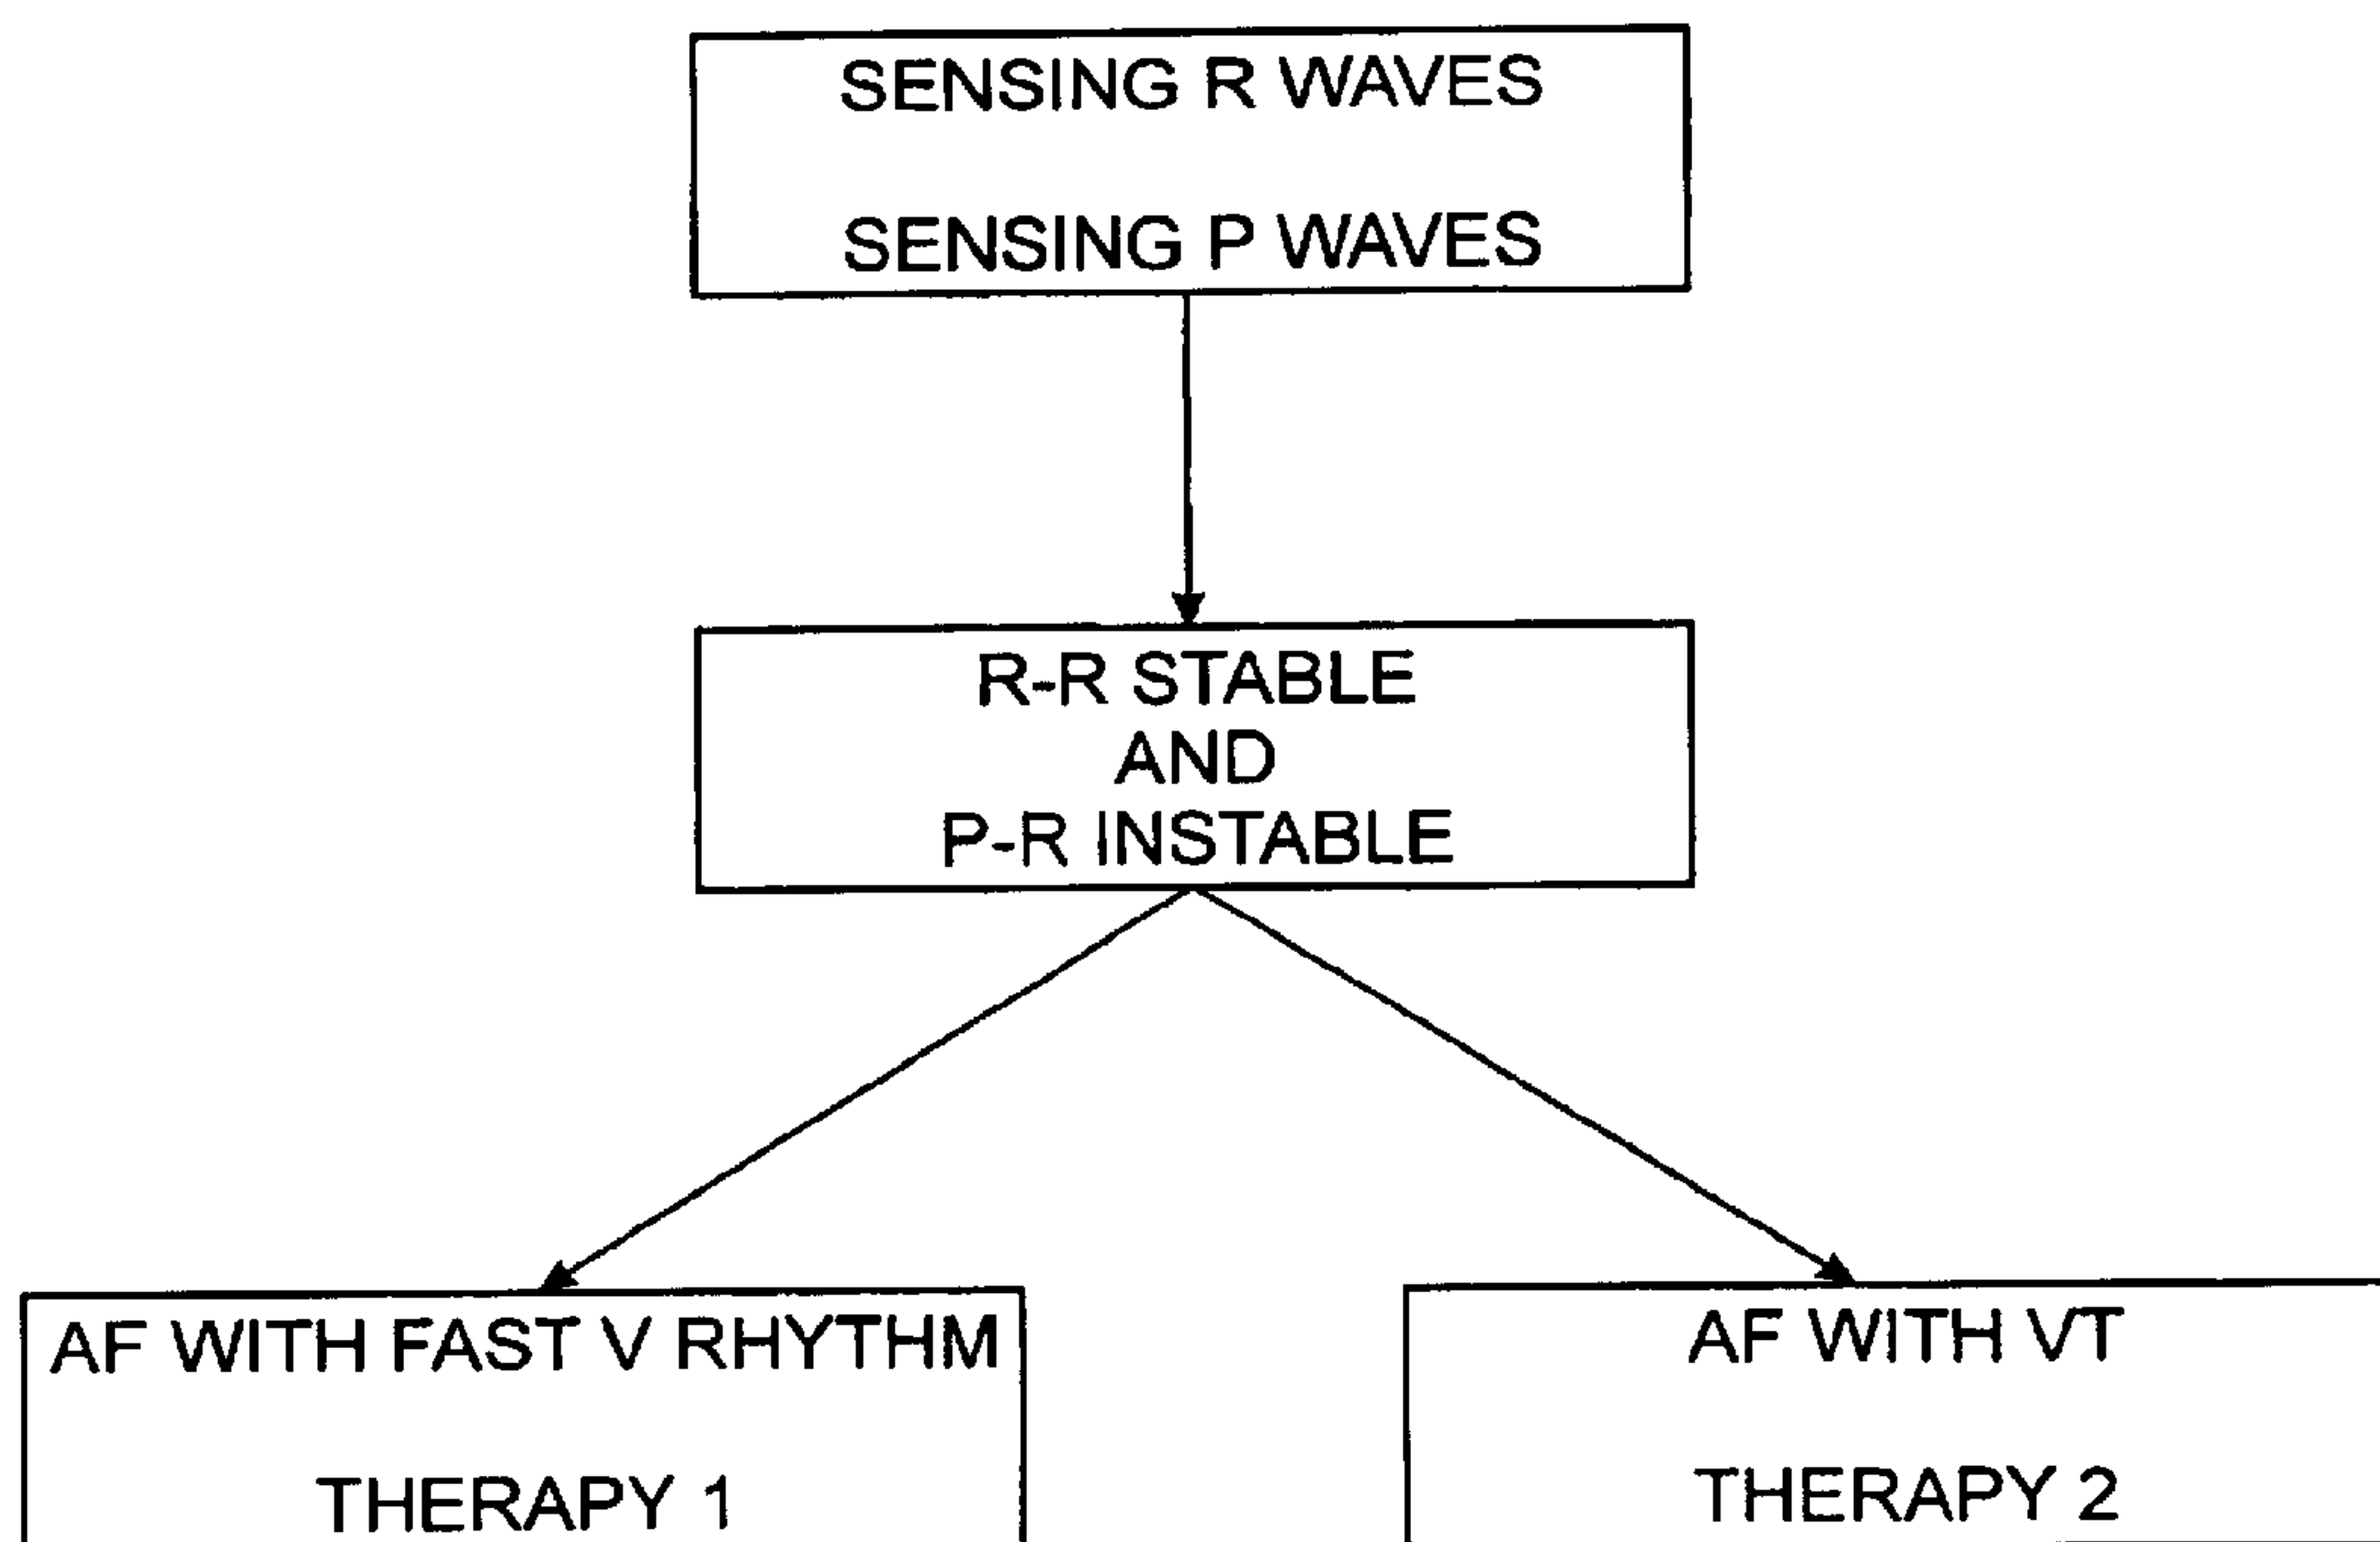 SENSING R WAVES
SENSING P WAVES
R-R STABLE
AND
P-R INSTABLE
AF WITH FAST V RHYTHM
THERAPY 1
AF WITH VT
THERAPY 2